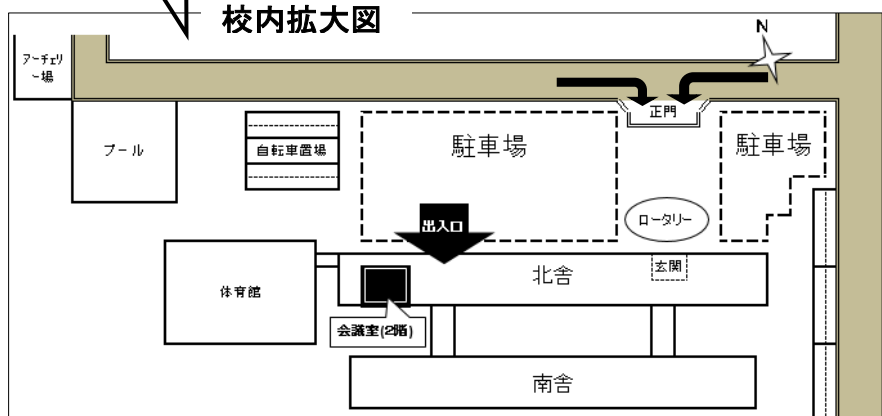 校内拡大図
N
アーチェリ
ー場
正門
プール
自転車置場
駐車場
駐車場
ロータリー
出入口
体育館
北舎
玄関
会議室(2階)
南舎